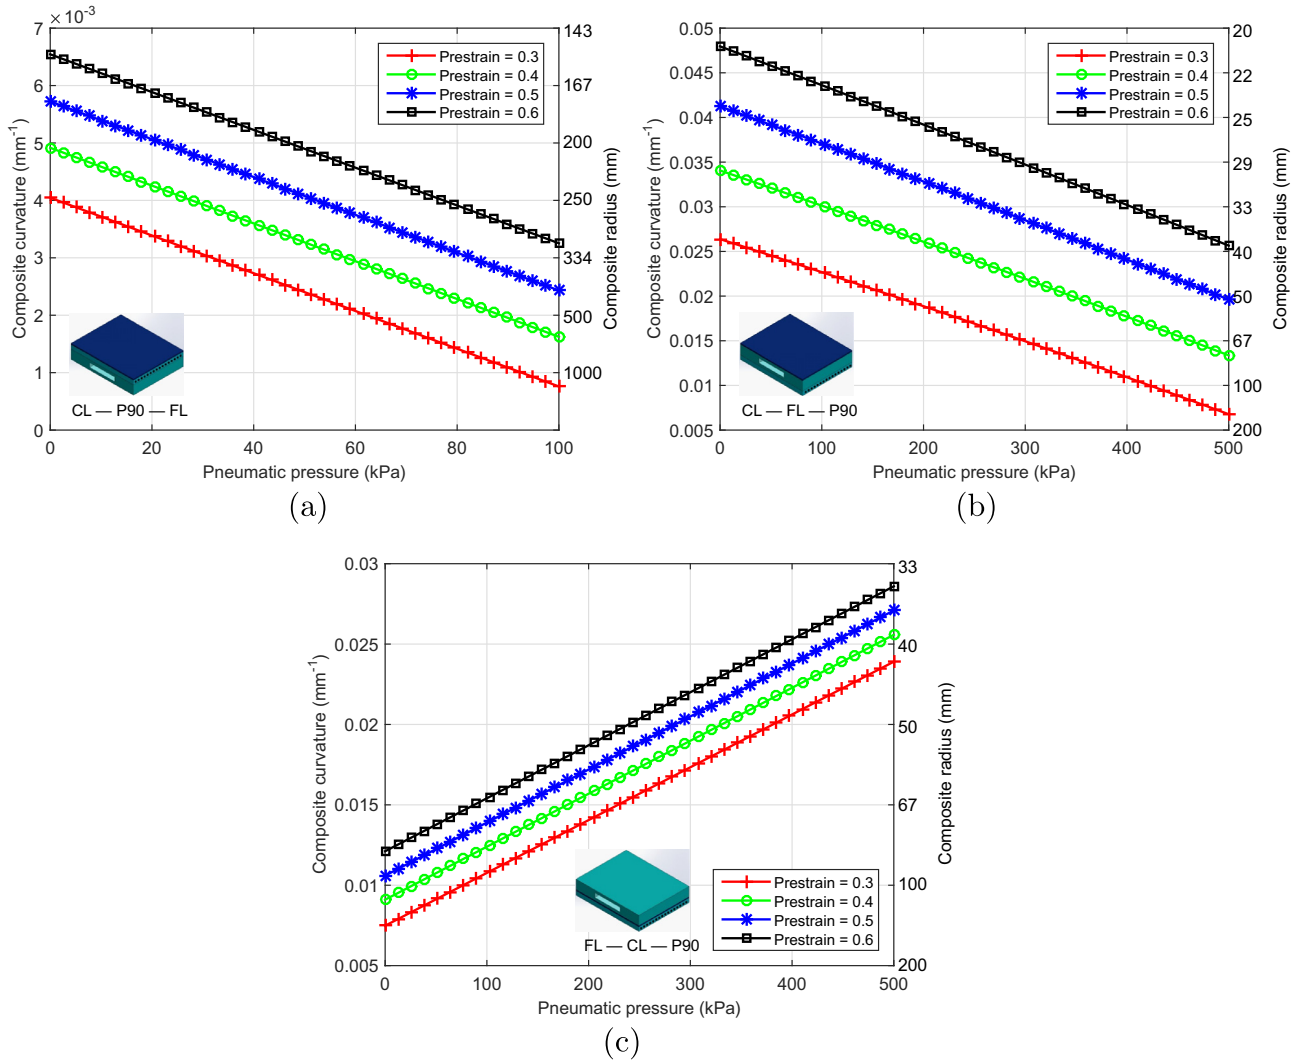 7 × 10⁻³
6
5
4
3
2
1
0
Composite curvature (mm⁻¹)
0 20 40 60 80 100
Pneumatic pressure (kPa)
143
167
200
250
334
500
1000
Composite radius (mm)
Prestrain = 0.3
Prestrain = 0.4
Prestrain = 0.5
Prestrain = 0.6
CL — P90 — FL
(a)
0.05
0.045
0.04
0.035
0.03
0.025
0.02
0.015
0.01
0.005
Composite curvature (mm⁻¹)
0 100 200 300 400 500
Pneumatic pressure (kPa)
20
22
25
29
33
40
50
67
100
200
Composite radius (mm)
Prestrain = 0.3
Prestrain = 0.4
Prestrain = 0.5
Prestrain = 0.6
CL — FL — P90
(b)
0.03
0.025
0.02
0.015
0.01
0.005
Composite curvature (mm⁻¹)
0 100 200 300 400 500
Pneumatic pressure (kPa)
33
40
50
67
100
200
Composite radius (mm)
FL — CL — P90
Prestrain = 0.3
Prestrain = 0.4
Prestrain = 0.5
Prestrain = 0.6
(c)